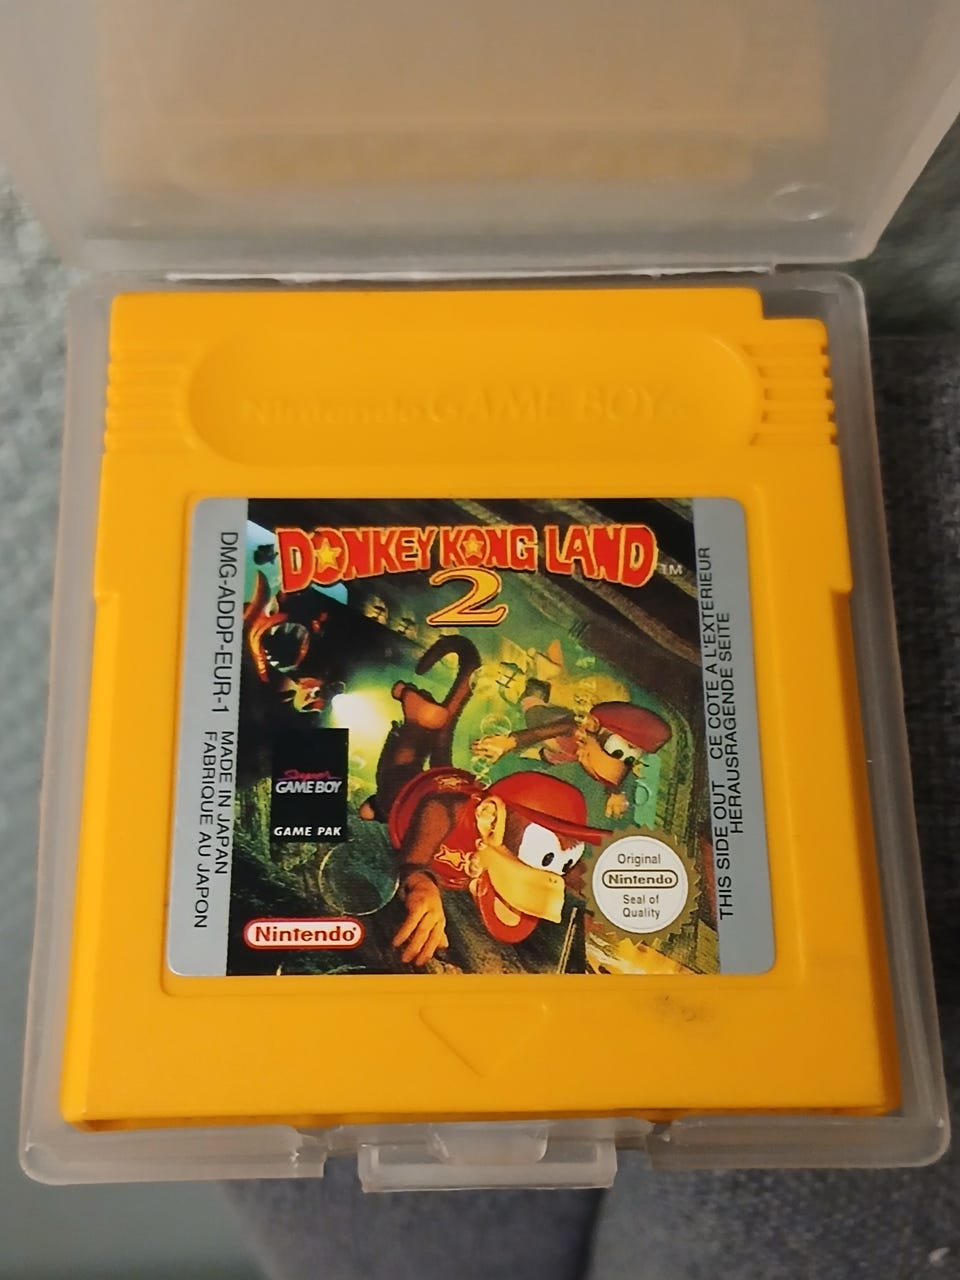 Nintendo GAME BOY
DONKEY KONG LAND TM
2
DMG-ADDP-EUR-1
MADE IN JAPAN
FABRIQUE AU JAPON
Super
GAME BOY
GAME PAK
Nintendo®
Original
Nintendo
Seal of
Quality
THIS SIDE OUT CE COTE A L'EXTERIEUR
HERAUSRAGENDE SEITE